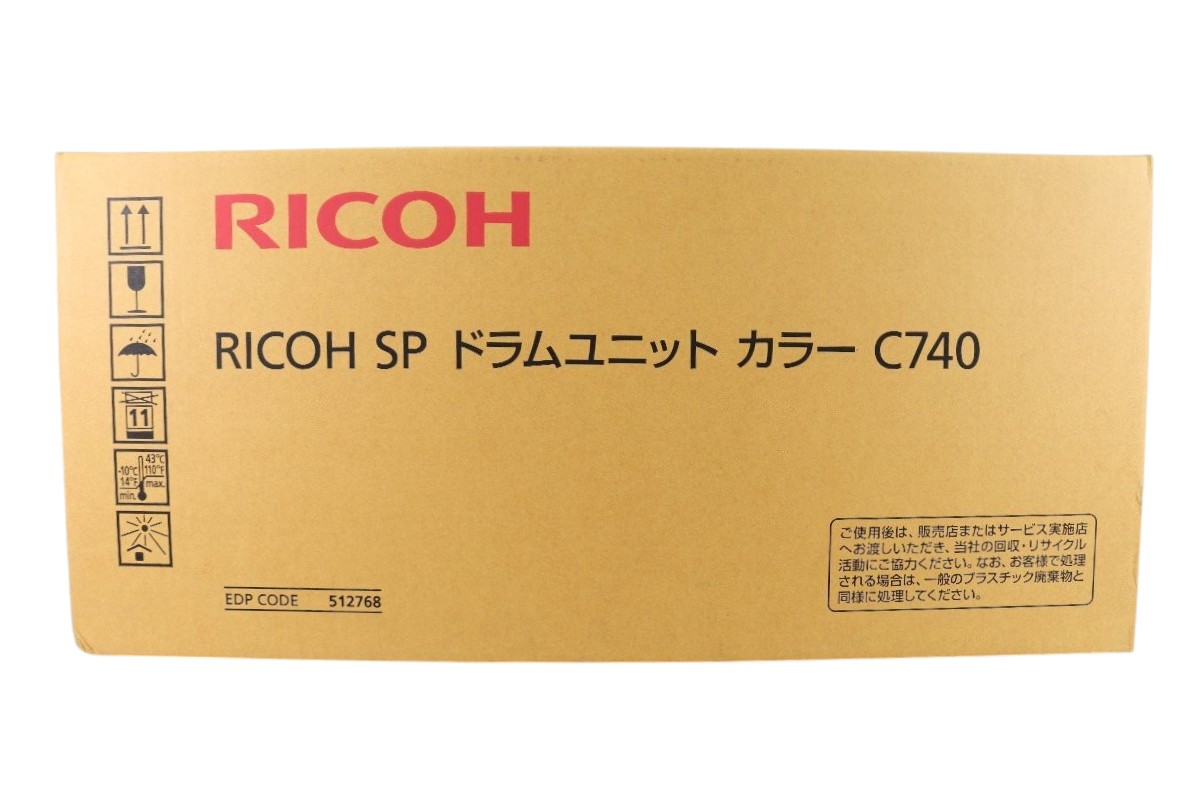 RICOH
RICOH SP ドラムユニット カラー C740
11
-10℃ 43℃
14°F 110°F
min. max.
EDP CODE 512768
ご使用後は、販売店またはサービス実施店
へお渡しいただき、当社の回収・リサイクル
活動にご協力ください。なお、お客様で処理
される場合は、一般のプラスチック廃棄物と
同様に処理してください。